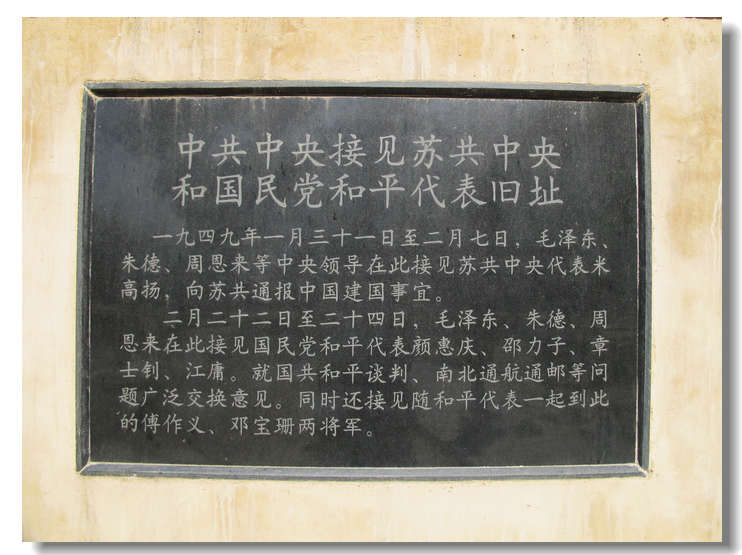 中共中央接见苏共中央
和国民党和平代表旧址
一九四九年一月三十一日至二月七日，毛泽东、
朱德、周恩来等中央领导在此接见苏共中央代表米
高扬，向苏共通报中国建国事宜。
二月二十二日至二十四日，毛泽东、朱德、周
恩来在此接见国民党和平代表颜惠庆、邵力子、章
士钊、江庸。就国共和平谈判、南北通航通邮等问
题广泛交换意见。同时还接见随和平代表一起到此
的傅作义、邓宝珊两将军。